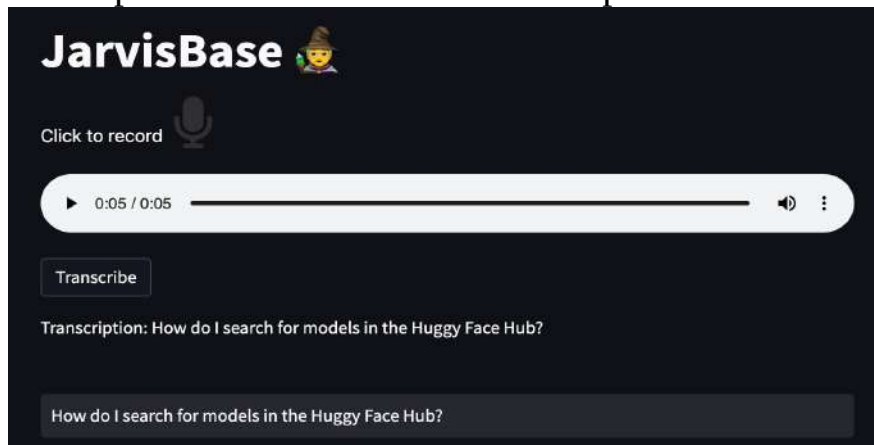 JarvisBase
Click to record
0:05 / 0:05
Transcribe
Transcription: How do I search for models in the Huggy Face Hub?
How do I search for models in the Huggy Face Hub?